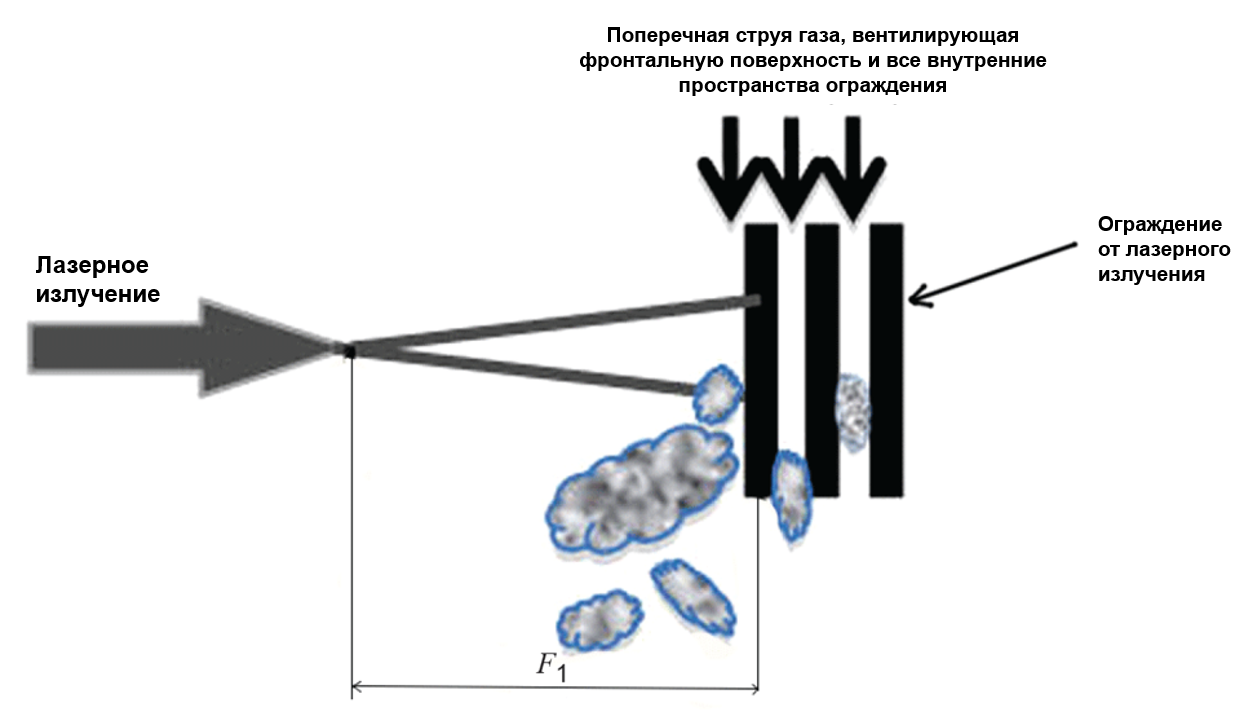 Поперечная струя газа, вентилирующая
фронтальную поверхность и все внутренние
пространства ограждения
Ограждение
от лазерного
излучения
Лазерное
излучение
F1